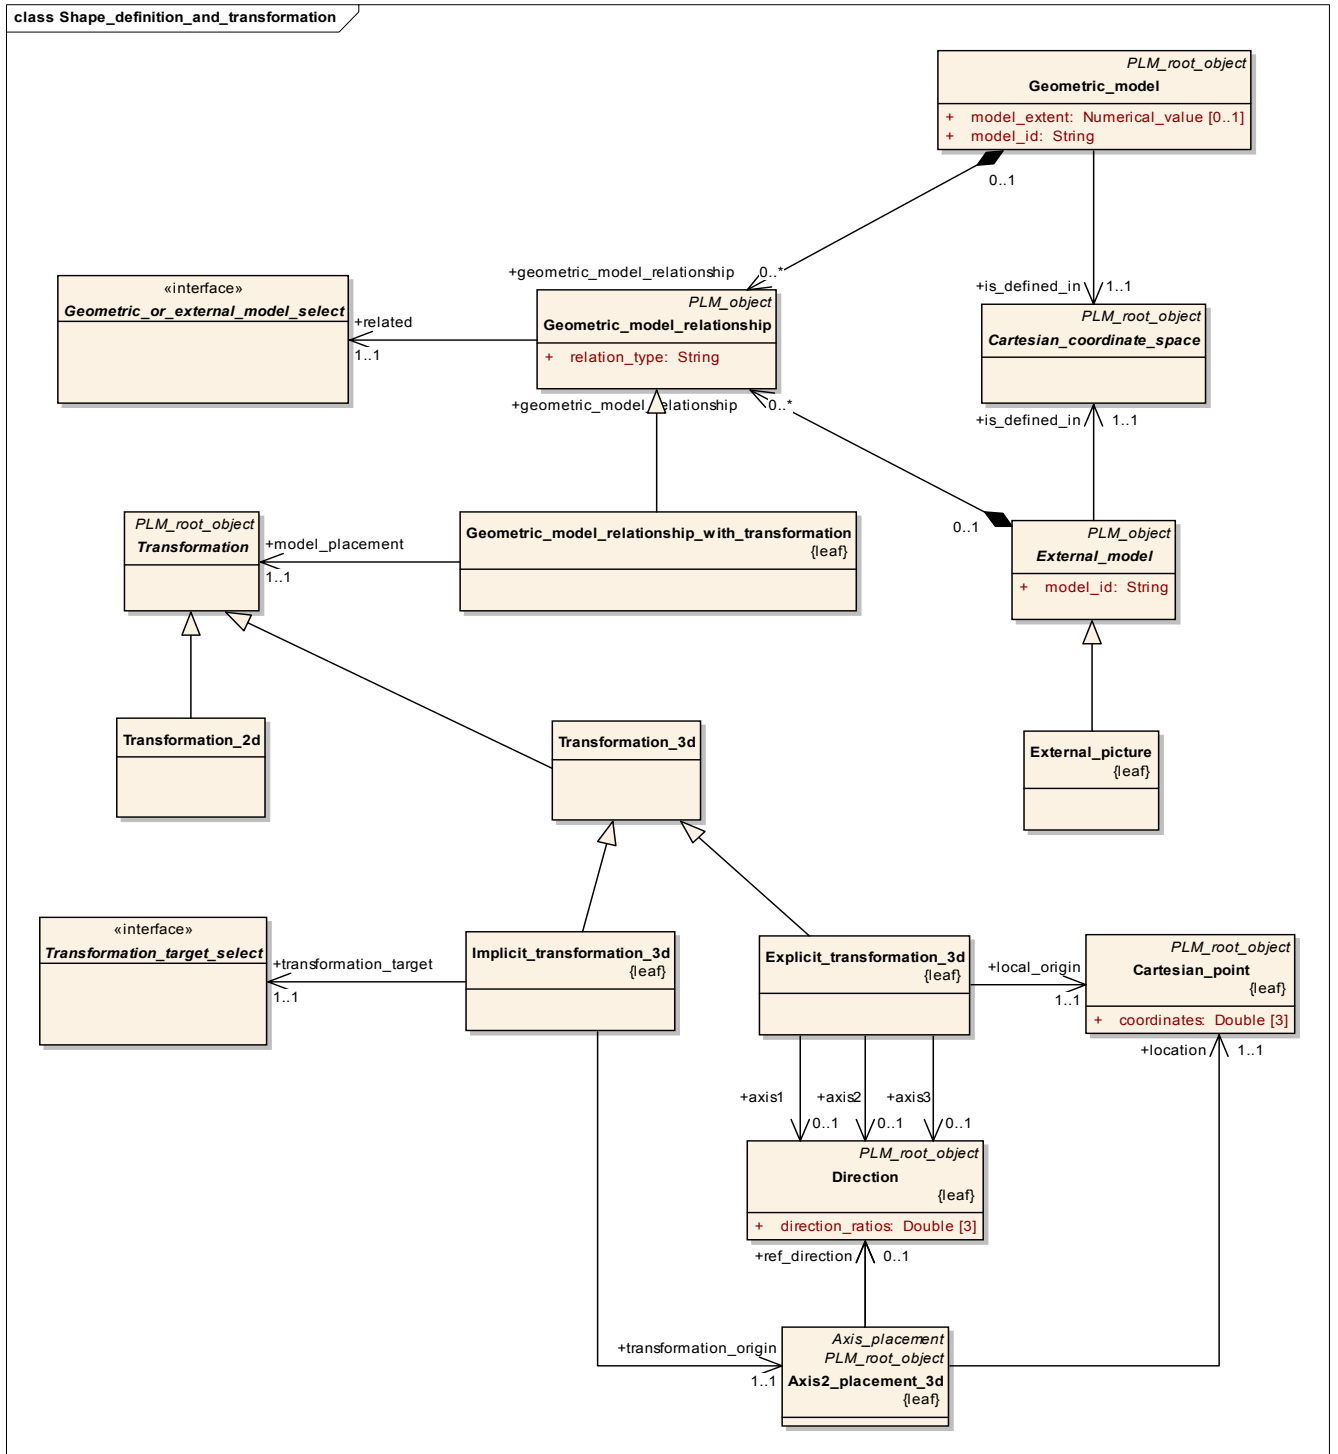 class Shape_definition_and_transformation
PLM_root_object
Geometric_model
+ model_extent: Numerical_value [0..1]
+ model_id: String
0..1
+geometric_model_relationship
0..*
+is_defined_in
1..1
«interface»
Geometric_or_external_model_select
+related
1..1
PLM_object
Geometric_model_relationship
+ relation_type: String
PLM_root_object
Cartesian_coordinate_space
+geometric_model_relationship
0..*
+is_defined_in
1..1
PLM_root_object
Transformation
+model_placement
1..1
Geometric_model_relationship_with_transformation
{leaf}
0..1
PLM_object
External_model
+ model_id: String
Transformation_2d
Transformation_3d
External_picture
{leaf}
«interface»
Transformation_target_select
+transformation_target
1..1
Implicit_transformation_3d
{leaf}
Explicit_transformation_3d
{leaf}
+local_origin
1..1
PLM_root_object
Cartesian_point
{leaf}
+ coordinates: Double [3]
+location
1..1
+axis1
0..1
+axis2
0..1
+axis3
0..1
PLM_root_object
Direction
{leaf}
+ direction_ratios: Double [3]
+ref_direction
0..1
+transformation_origin
1..1
Axis_placement
PLM_root_object
Axis2_placement_3d
{leaf}